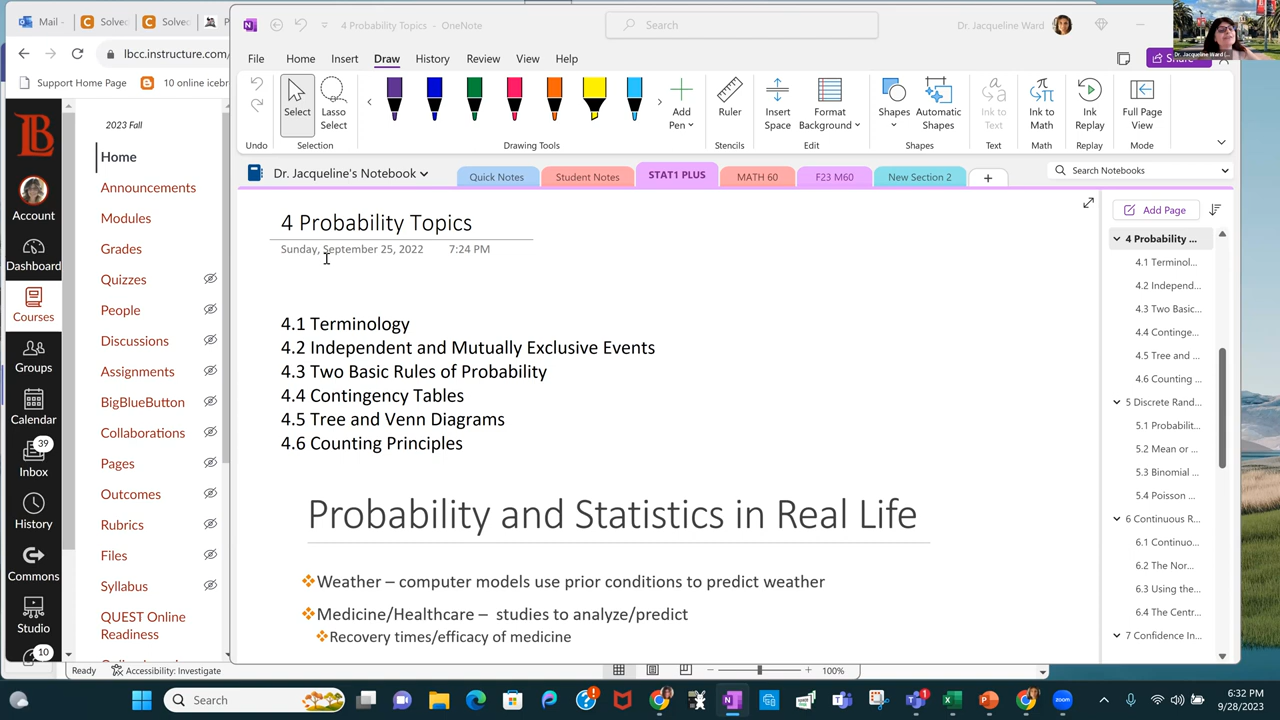 Mail
Solve
Solve
P
4 Probability Topics - OneNote
Search
Dr. Jacqueline Ward
Dr. Jacqueline Ward
Share
lbcc.instructure.com/
Support Home Page
10 online iceb
File
Home
Insert
Draw
History
Review
View
Help
Select
Lasso Select
Add Pen
Ruler
Insert Space
Format Background
Shapes
Automatic Shapes
Ink to Text
Ink to Math
Ink Replay
Full Page View
Undo
Selection
Drawing Tools
Stencils
Edit
Shapes
Text
Math
Replay
Mode
Dr. Jacqueline's Notebook
Quick Notes
Student Notes
STAT1 PLUS
MATH 60
F23 M60
New Section 2
+
Search Notebooks
Account
Dashboard
Courses
Groups
Calendar
39
Inbox
History
Commons
Studio
10
2023 Fall
Home
Announcements
Modules
Grades
Quizzes
People
Discussions
Assignments
BigBlueButton
Collaborations
Pages
Outcomes
Rubrics
Files
Syllabus
QUEST Online
Readiness
4 Probability Topics
Sunday, September 25, 2022 7:24 PM
4.1 Terminology
4.2 Independent and Mutually Exclusive Events
4.3 Two Basic Rules of Probability
4.4 Contingency Tables
4.5 Tree and Venn Diagrams
4.6 Counting Principles
Probability and Statistics in Real Life
Weather – computer models use prior conditions to predict weather
Medicine/Healthcare – studies to analyze/predict
Recovery times/efficacy of medicine
Add Page
4 Probability ...
4.1 Terminol...
4.2 Independ...
4.3 Two Basic...
4.4 Continge...
4.5 Tree and ...
4.6 Counting ...
5 Discrete Rand...
5.1 Probabilit...
5.2 Mean or ...
5.3 Binomial ...
5.4 Poisson ...
6 Continuous R...
6.1 Continuo...
6.2 The Nor...
6.3 Using the...
6.4 The Centr...
7 Confidence In...
Ready
Accessibility: Investigate
100%
Search
1
6:32 PM
9/28/2023